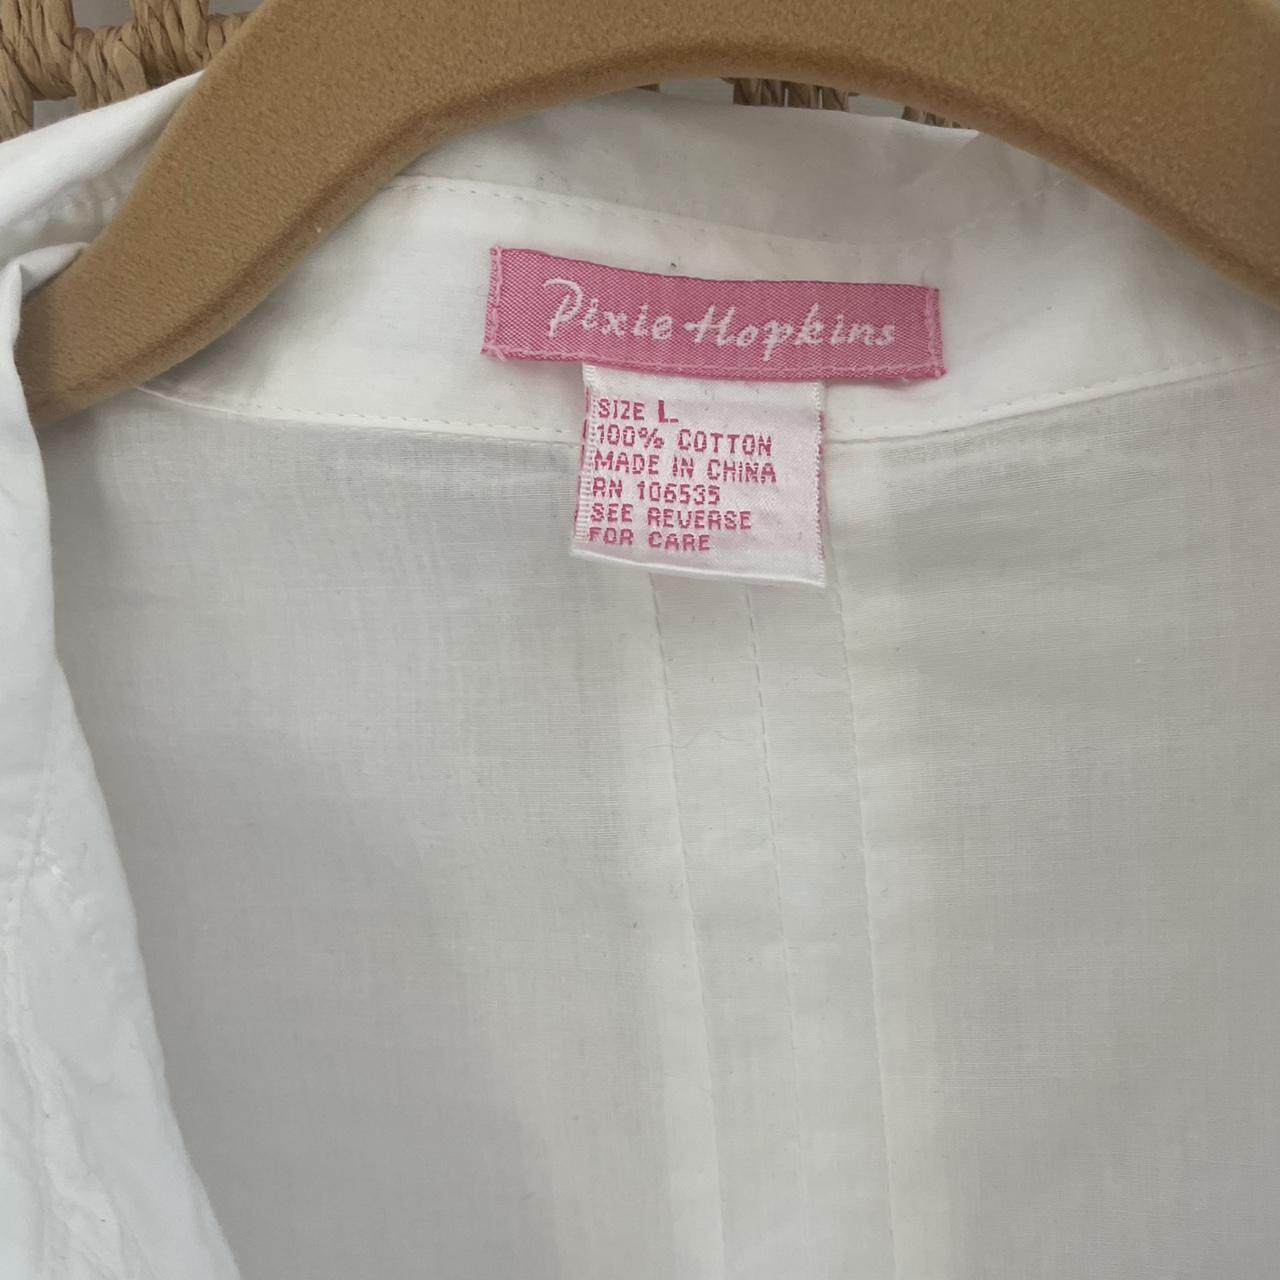 Pixie Hopkins
SIZE L
100% COTTON
MADE IN CHINA
RN 106535
SEE REVERSE
FOR CARE